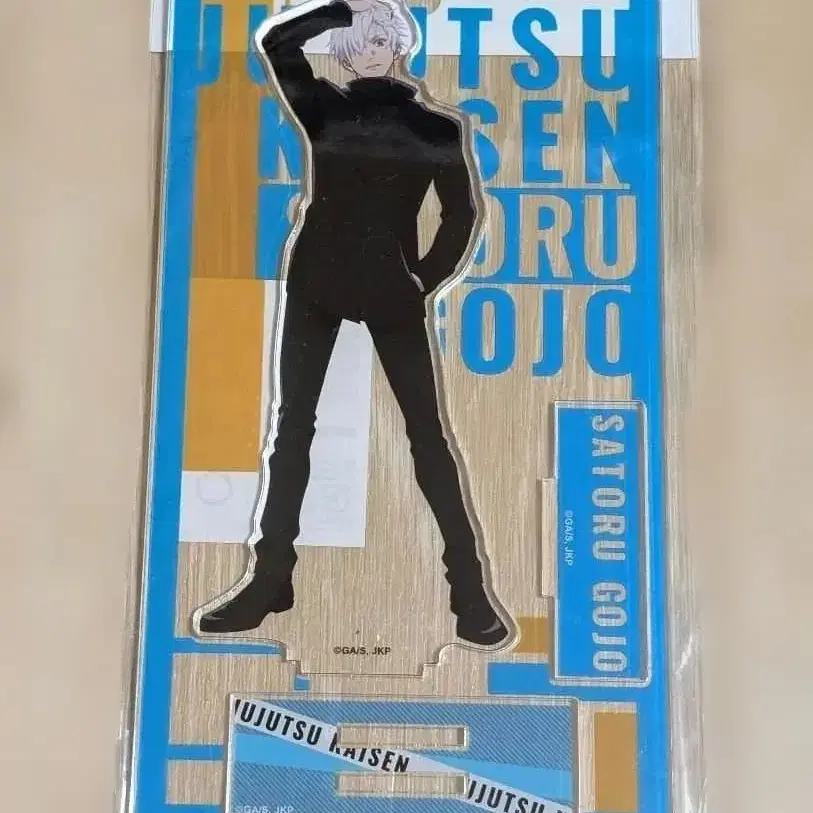 JUJUTSU
KAISEN
SATORU
GOJO
SATORU GOJO
©GA/S, JKP
©GA/S, JKP
JUJUTSU KAISEN
JUJUTSU
©GA/S, JKP